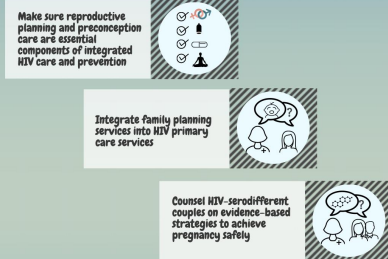 Make sure reproductive
planning and preconception
care are essential
components of integrated
HIV care and prevention
Integrate family planning
services into HIV primary
care services
Counsel HIV-serodifferent
couples on evidence-based
strategies to achieve
pregnancy safely